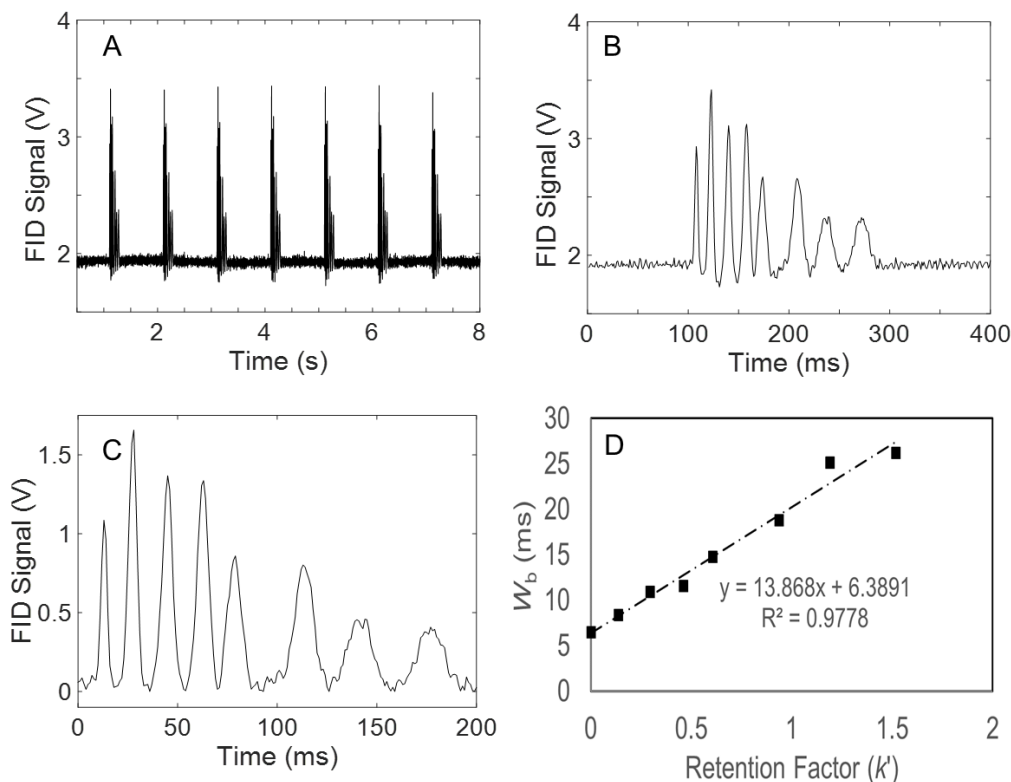 A
4
3
2
FID Signal (V)
2
4
6
8
Time (s)
B
4
3
2
FID Signal (V)
0
100
200
300
400
Time (ms)
C
1.5
1
0.5
0
FID Signal (V)
0
50
100
150
200
Time (ms)
D
30
25
20
15
10
5
0
W_b (ms)
y = 13.868x + 6.3891
R² = 0.9778
0
0.5
1
1.5
2
Retention Factor (k')